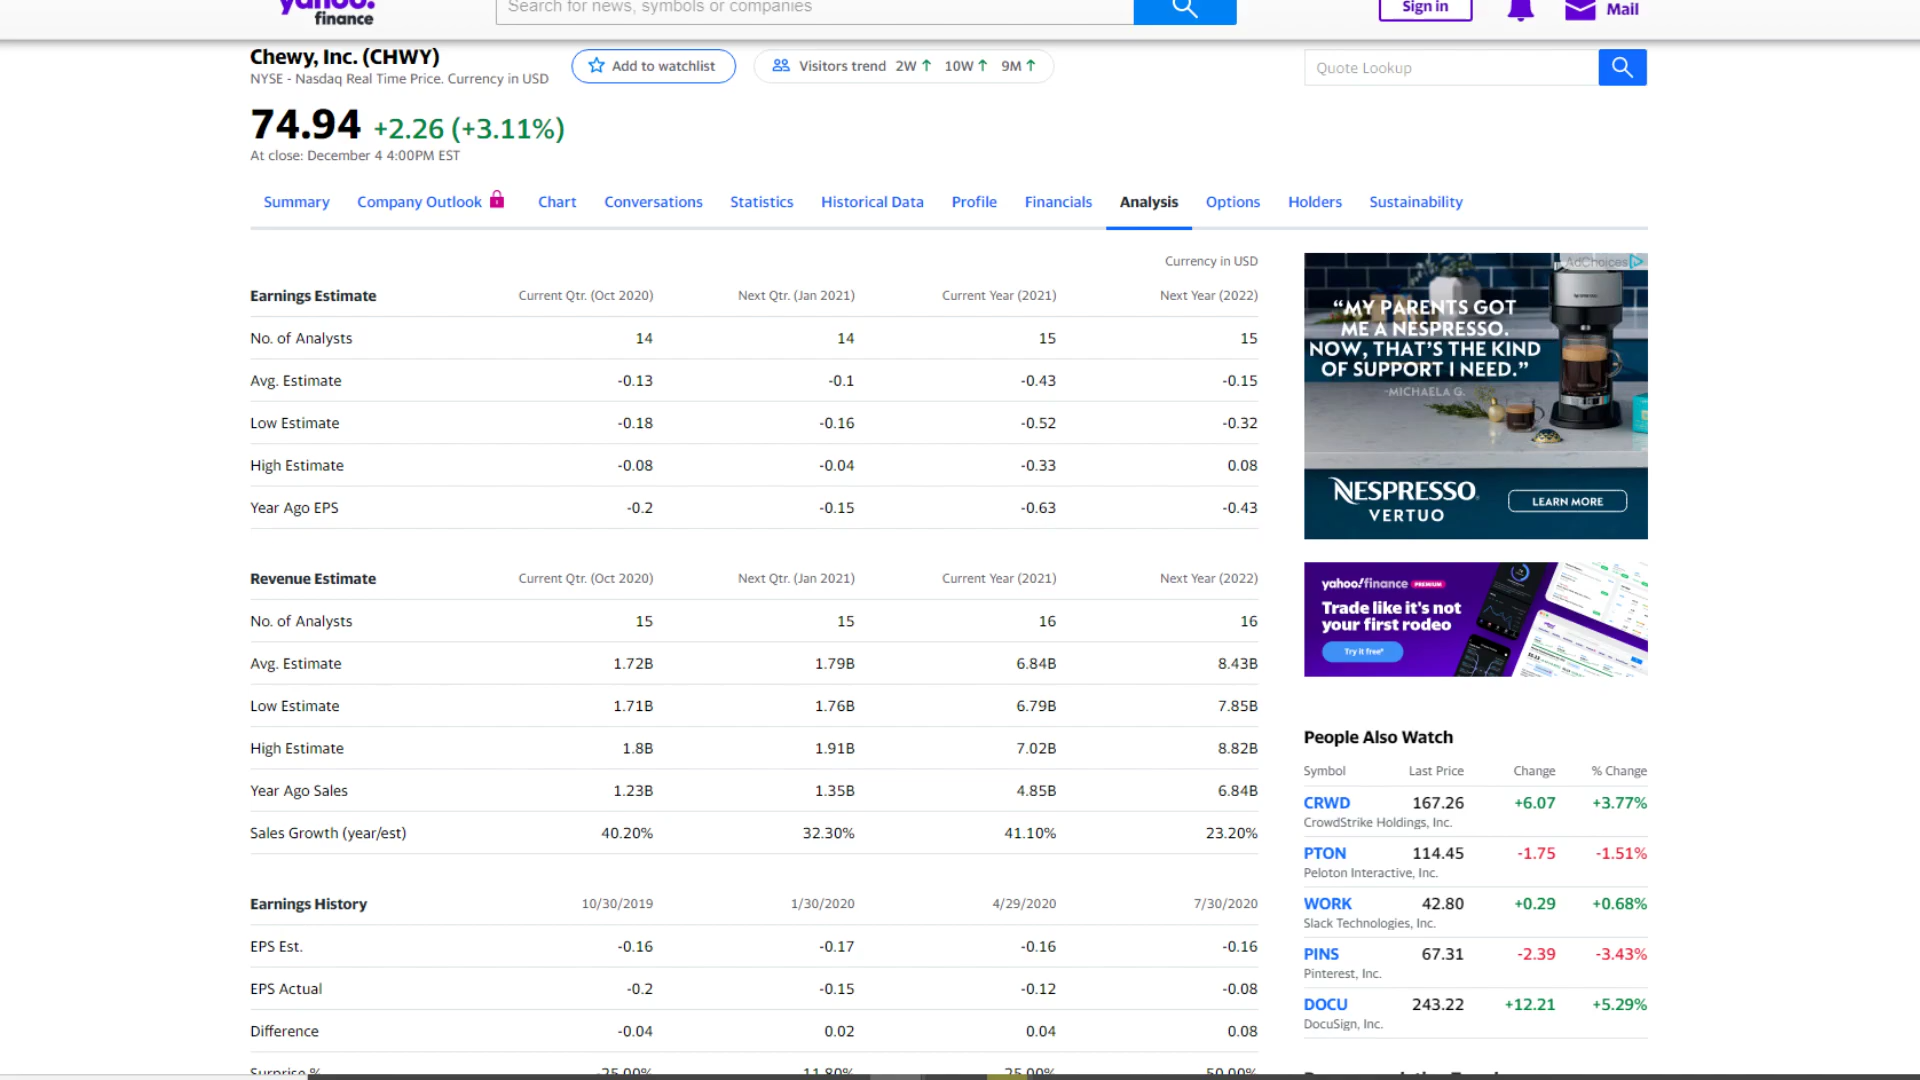 yahoo!
finance
Search for news, symbols or companies
Sign in
Mail
Chewy, Inc. (CHWY)
NYSE - Nasdaq Real Time Price. Currency in USD
Add to watchlist
Visitors trend 2W 10W 9M
Quote Lookup
74.94 +2.26 (+3.11%)
At close: December 4 4:00PM EST
Summary Company Outlook Chart Conversations Statistics Historical Data Profile Financials Analysis Options Holders Sustainability
Currency in USD
Earnings Estimate Current Qtr. (Oct 2020) Next Qtr. (Jan 2021) Current Year (2021) Next Year (2022)
No. of Analysts 14 14 15 15
Avg. Estimate -0.13 -0.1 -0.43 -0.15
Low Estimate -0.18 -0.16 -0.52 -0.32
High Estimate -0.08 -0.04 -0.33 0.08
Year Ago EPS -0.2 -0.15 -0.63 -0.43
Revenue Estimate Current Qtr. (Oct 2020) Next Qtr. (Jan 2021) Current Year (2021) Next Year (2022)
No. of Analysts 15 15 16 16
Avg. Estimate 1.72B 1.79B 6.84B 8.43B
Low Estimate 1.71B 1.76B 6.79B 7.85B
High Estimate 1.8B 1.91B 7.02B 8.82B
Year Ago Sales 1.23B 1.35B 4.85B 6.84B
Sales Growth (year/est) 40.20% 32.30% 41.10% 23.20%
Earnings History 10/30/2019 1/30/2020 4/29/2020 7/30/2020
EPS Est. -0.16 -0.17 -0.16 -0.16
EPS Actual -0.2 -0.15 -0.12 -0.08
Difference -0.04 0.02 0.04 0.08
Surprise % -25.00% 11.80% 25.00% 50.00%
AdChoices
“MY PARENTS GOT
ME A NESPRESSO.
NOW, THAT’S THE KIND
OF SUPPORT I NEED.”
-MICHAELA G.
NESPRESSO
VERTUO
LEARN MORE
yahoo!finance PREMIUM
Trade like it's not
your first rodeo
Try it free*
People Also Watch
Symbol Last Price Change % Change
CRWD 167.26 +6.07 +3.77%
CrowdStrike Holdings, Inc.
PTON 114.45 -1.75 -1.51%
Peloton Interactive, Inc.
WORK 42.80 +0.29 +0.68%
Slack Technologies, Inc.
PINS 67.31 -2.39 -3.43%
Pinterest, Inc.
DOCU 243.22 +12.21 +5.29%
DocuSign, Inc.